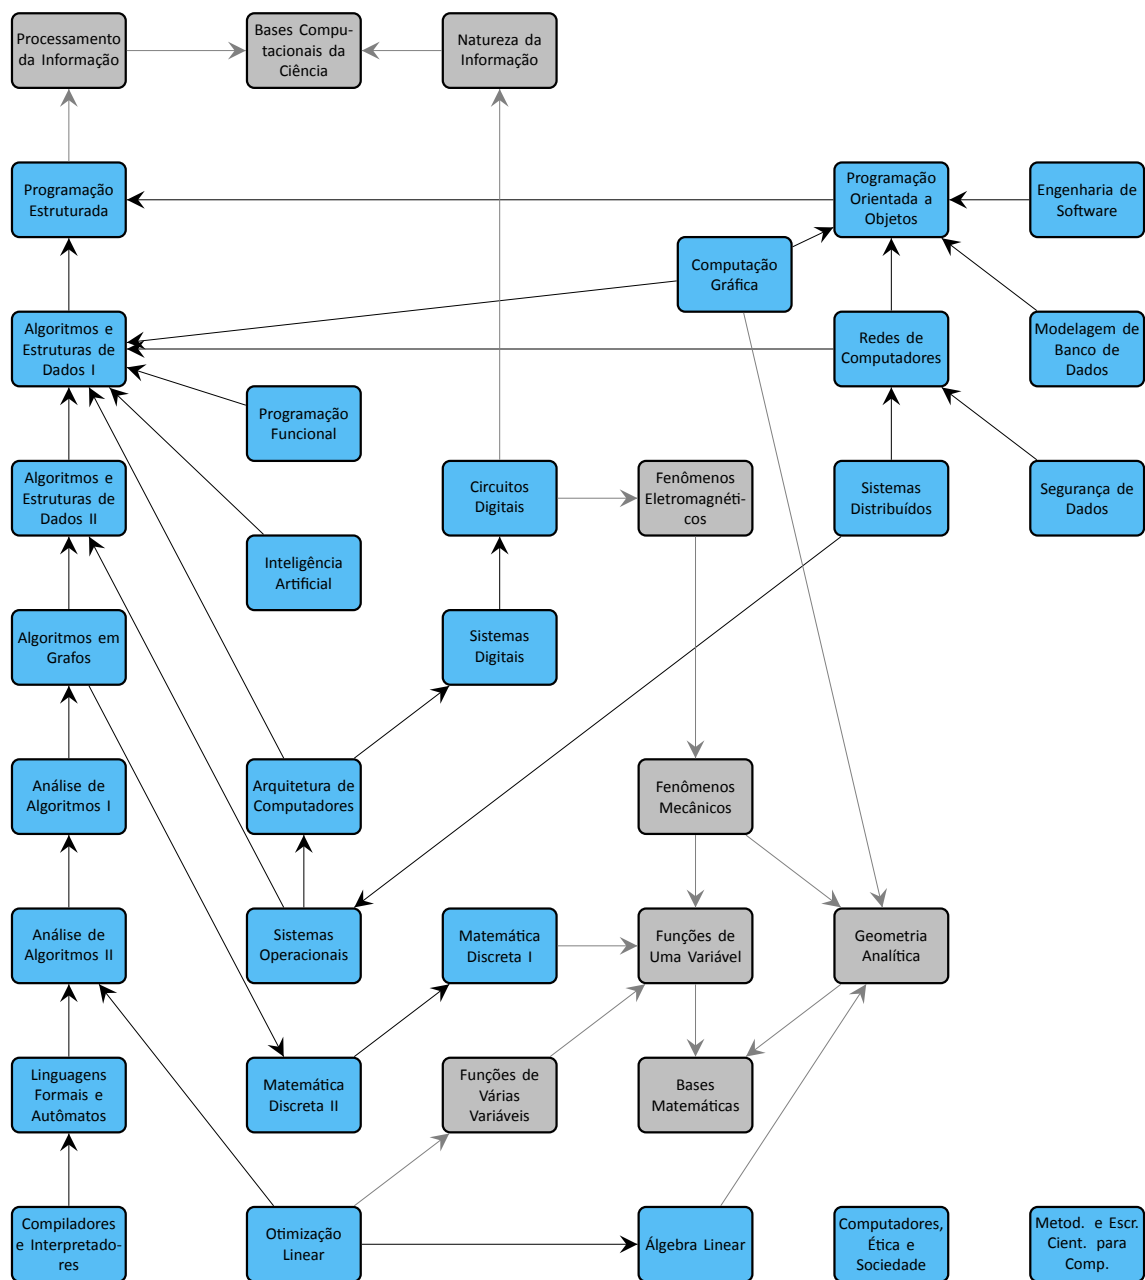 Processamento
da Informação
Bases Compu-
tacionais da
Ciência
Natureza da
Informação
Programação
Estruturada
Programação
Orientada a
Objetos
Engenharia de
Software
Computação
Gráfica
Algoritmos e
Estruturas de
Dados I
Redes de
Computadores
Modelagem de
Banco de
Dados
Programação
Funcional
Algoritmos e
Estruturas de
Dados II
Circuitos
Digitais
Fenômenos
Eletromagnéti-
cos
Sistemas
Distribuídos
Segurança de
Dados
Inteligência
Artificial
Algoritmos em
Grafos
Sistemas
Digitais
Análise de
Algoritmos I
Arquitetura de
Computadores
Fenômenos
Mecânicos
Análise de
Algoritmos II
Sistemas
Operacionais
Matemática
Discreta I
Funções de
Uma Variável
Geometria
Analítica
Linguagens
Formais e
Autômatos
Matemática
Discreta II
Funções de
Várias
Variáveis
Bases
Matemáticas
Compiladores
e Interpretado-
res
Otimização
Linear
Álgebra Linear
Computadores,
Ética e
Sociedade
Metod. e Escr.
Cient. para
Comp.